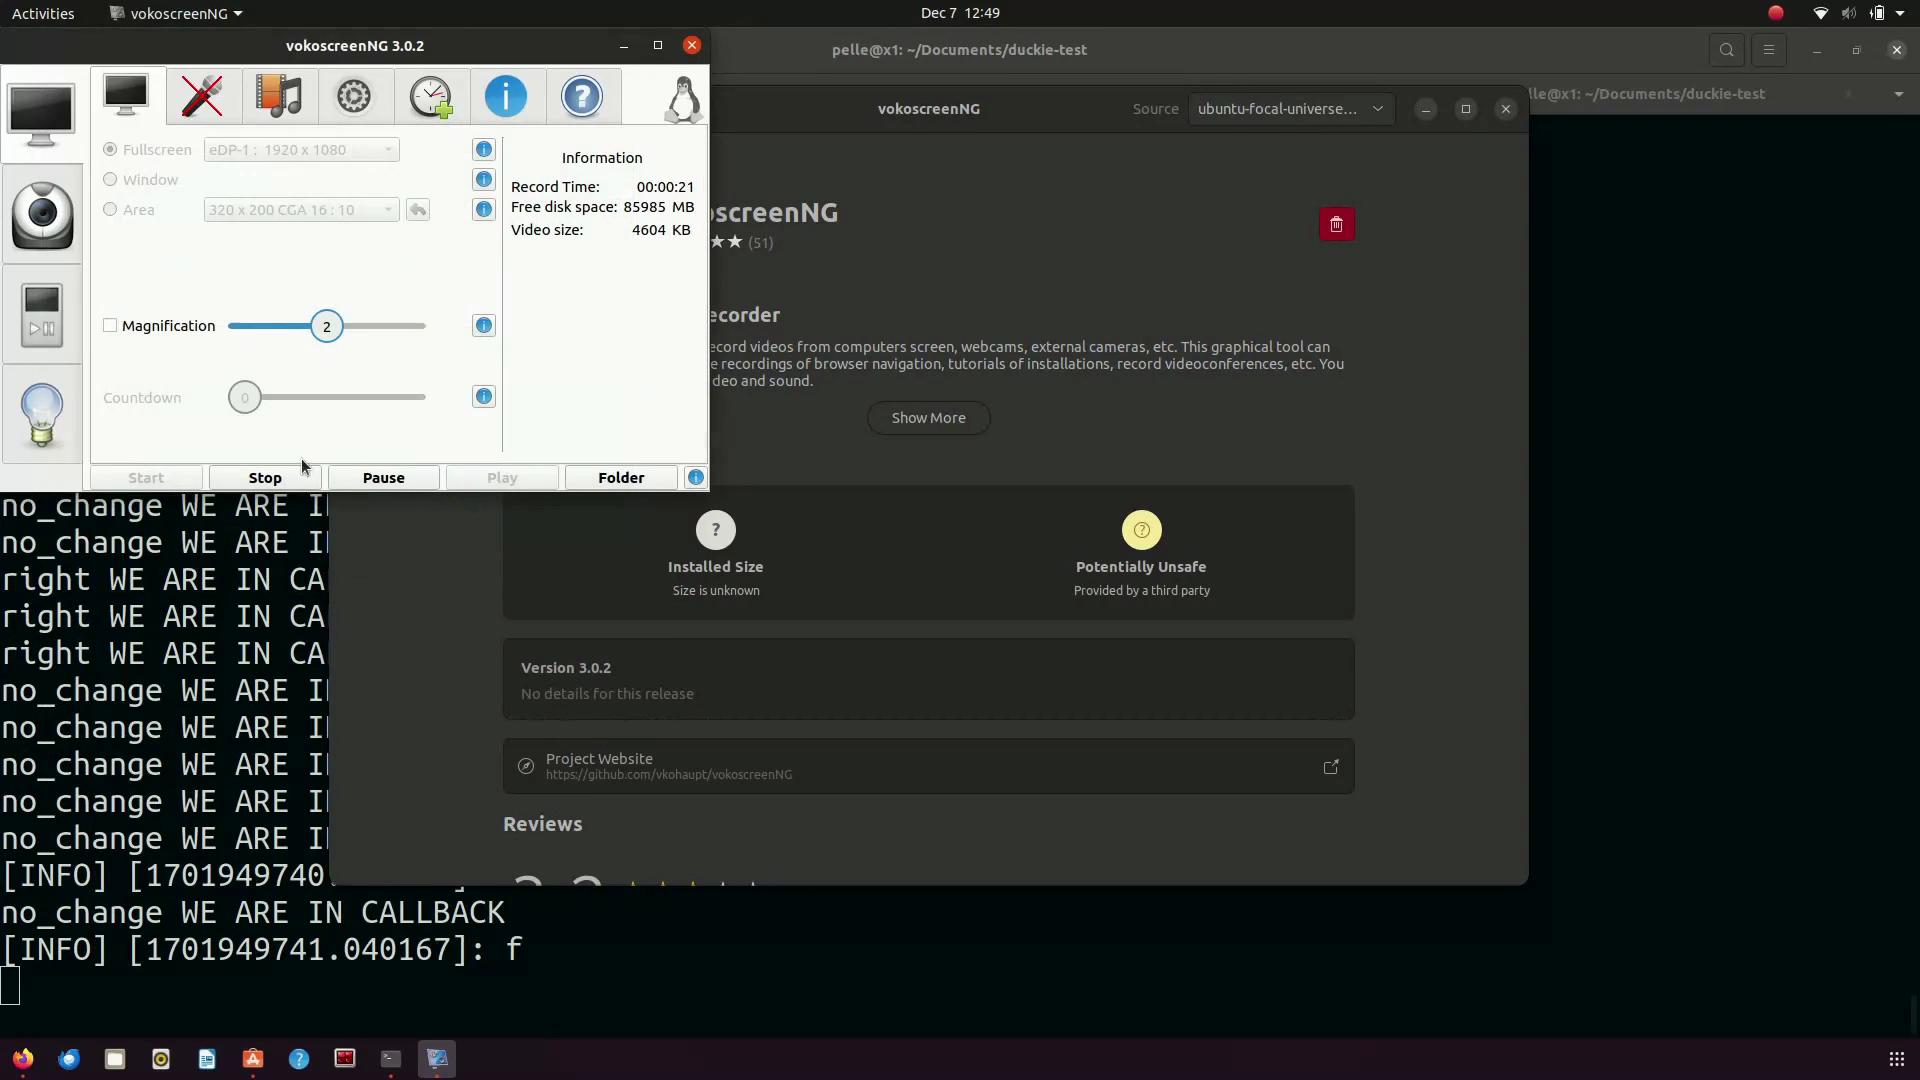 Activities
vokoscreenNG
Dec 7 12:49
vokoscreenNG 3.0.2
pelle@x1: ~/Documents/duckie-test
lle@x1: ~/Documents/duckie-test
vokoscreenNG
Source
ubuntu-focal-universe...
Fullscreen
eDP-1 : 1920 x 1080
Window
Area
320 x 200 CGA 16 : 10
Information
Record Time: 00:00:21
Free disk space: 85985 MB
Video size: 4604 KB
Magnification
2
Countdown
0
Start
Stop
Pause
Play
Folder
oscreenNG
(51)
ecorder
ecord videos from computers screen, webcams, external cameras, etc. This graphical tool can
e recordings of browser navigation, tutorials of installations, record videoconferences, etc. You
deo and sound.
Show More
?
Installed Size
Size is unknown
?
Potentially Unsafe
Provided by a third party
Version 3.0.2
No details for this release
Project Website
https://github.com/vkohaupt/vokoscreenNG
Reviews
no_change WE ARE I
no_change WE ARE I
right WE ARE IN CA
right WE ARE IN CA
right WE ARE IN CA
no_change WE ARE I
no_change WE ARE I
no_change WE ARE I
no_change WE ARE I
no_change WE ARE I
[INFO] [1701949740.
no_change WE ARE IN CALLBACK
[INFO] [1701949741.040167]: f